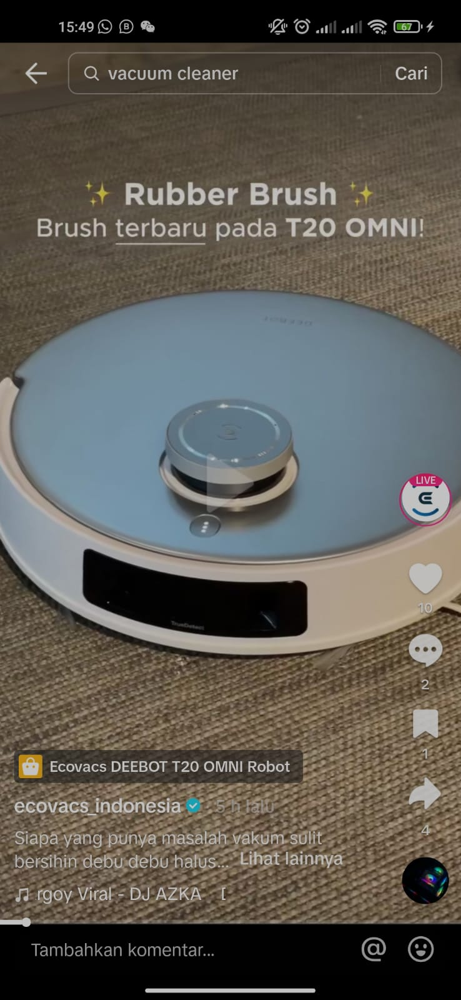 15:49
67
vacuum cleaner
Cari
✨ Rubber Brush ✨
Brush terbaru pada T20 OMNI!
DEEBOT
LIVE
TrueDetect
10
2
1
Ecovacs DEEBOT T20 OMNI Robot
ecovacs_indonesia
5 h lalu
4
Siapa yang punya masalah vakum sulit
bersihin debu debu halus... Lihat lainnya
.rgoy Viral - DJ AZKA
Tambahkan komentar...
@